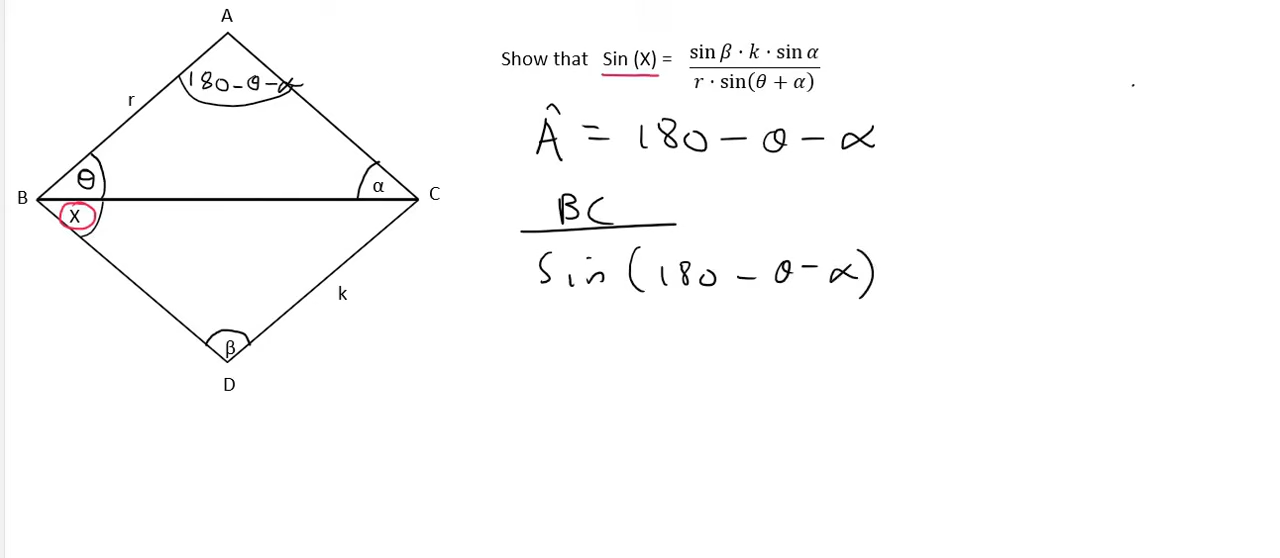 A
Show that Sin (X) = sin β · k · sin α / r · sin(θ + α)
180-θ-α
r
Â = 180 - θ - α
θ
α
B
C
X
BC
Sin (180 - θ - α)
k
β
D